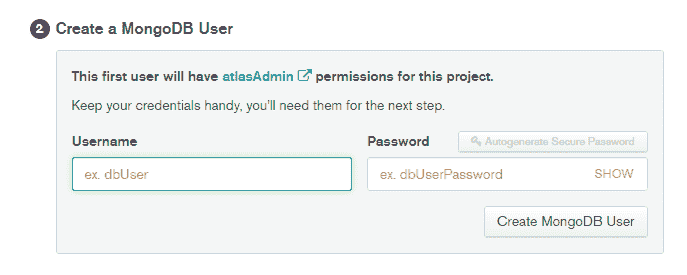 2 Create a MongoDB User
This first user will have atlasAdmin permissions for this project.
Keep your credentials handy, you'll need them for the next step.
Username
Password
Autogenerate Secure Password
ex. dbUser
ex. dbUserPassword
SHOW
Create MongoDB User